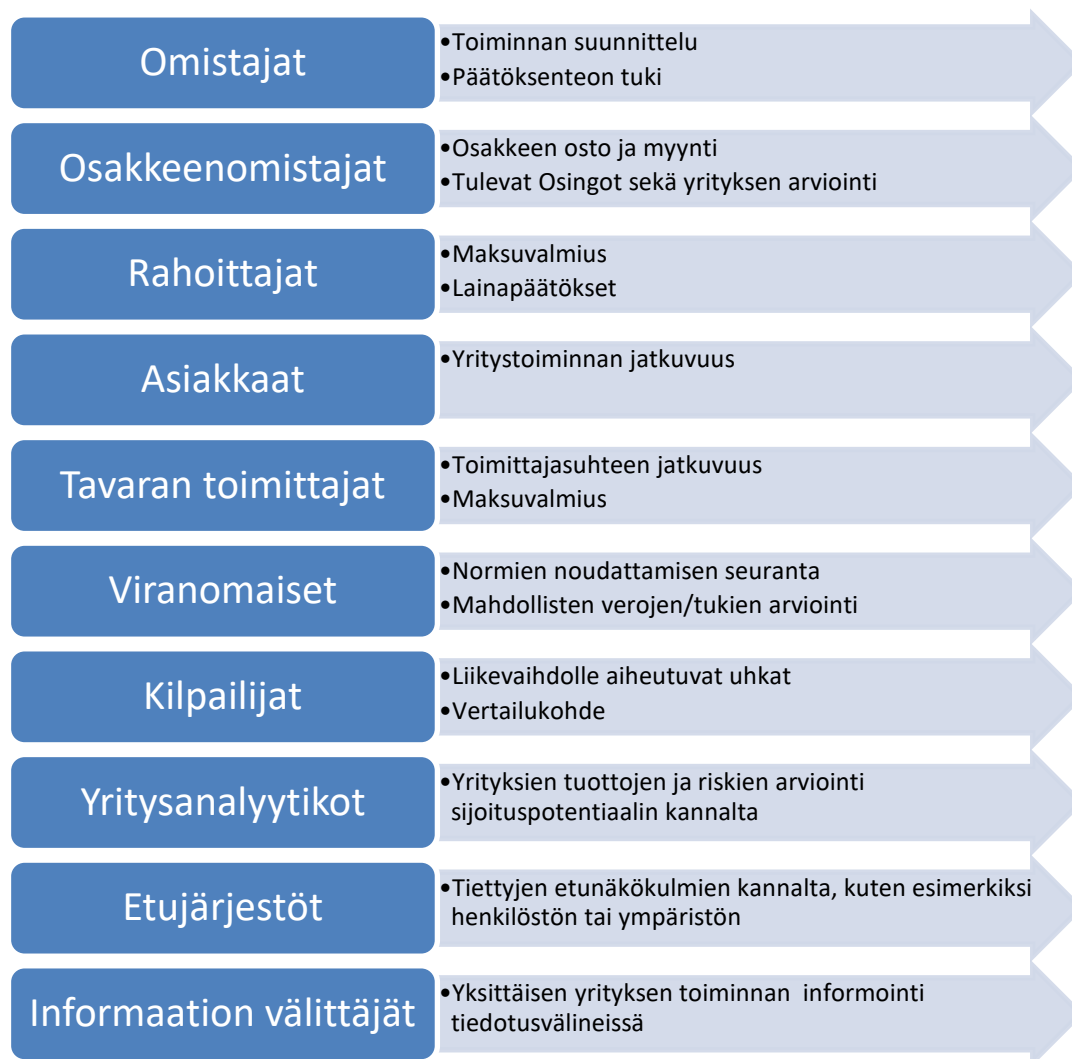 Omistajat
•Toiminnan suunnittelu
•Päätöksenteon tuki
Osakkeenomistajat
•Osakkeen osto ja myynti
•Tulevat Osingot sekä yrityksen arviointi
Rahoittajat
•Maksuvalmius
•Lainapäätökset
Asiakkaat
•Yritystoiminnan jatkuvuus
Tavaran toimittajat
•Toimittajasuhteen jatkuvuus
•Maksuvalmius
Viranomaiset
•Normien noudattamisen seuranta
•Mahdollisten verojen/tukien arviointi
Kilpailijat
•Liikevaihdolle aiheutuvat uhkat
•Vertailukohde
Yritysanalyytikot
•Yrityksien tuottojen ja riskien arviointi
sijoituspotentiaalin kannalta
Etujärjestöt
•Tiettyjen etunäkökulmien kannalta, kuten esimerkiksi
henkilöstön tai ympäristön
Informaation välittäjät
•Yksittäisen yrityksen toiminnan informointi
tiedotusvälineissä